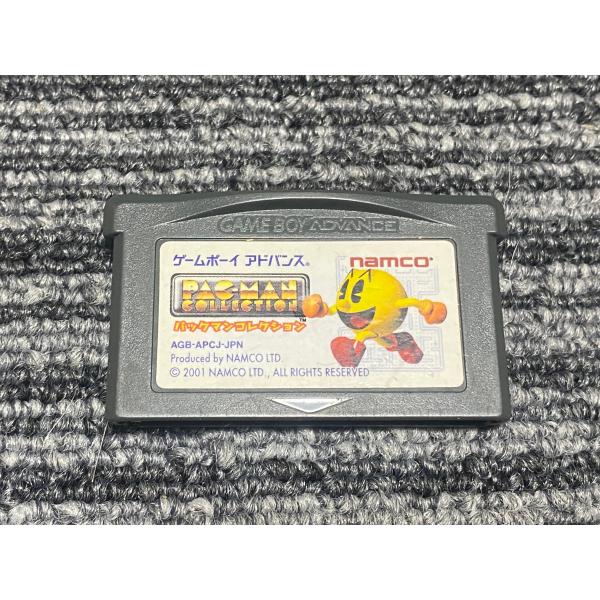 GAME BOY ADVANCE
ゲームボーイ アドバンス®
namco®
PAC-MAN
COLLECTION™
パックマンコレクション
AGB-APCJ-JPN
Produced by NAMCO LTD.
© 2001 NAMCO LTD., ALL RIGHTS RESERVED